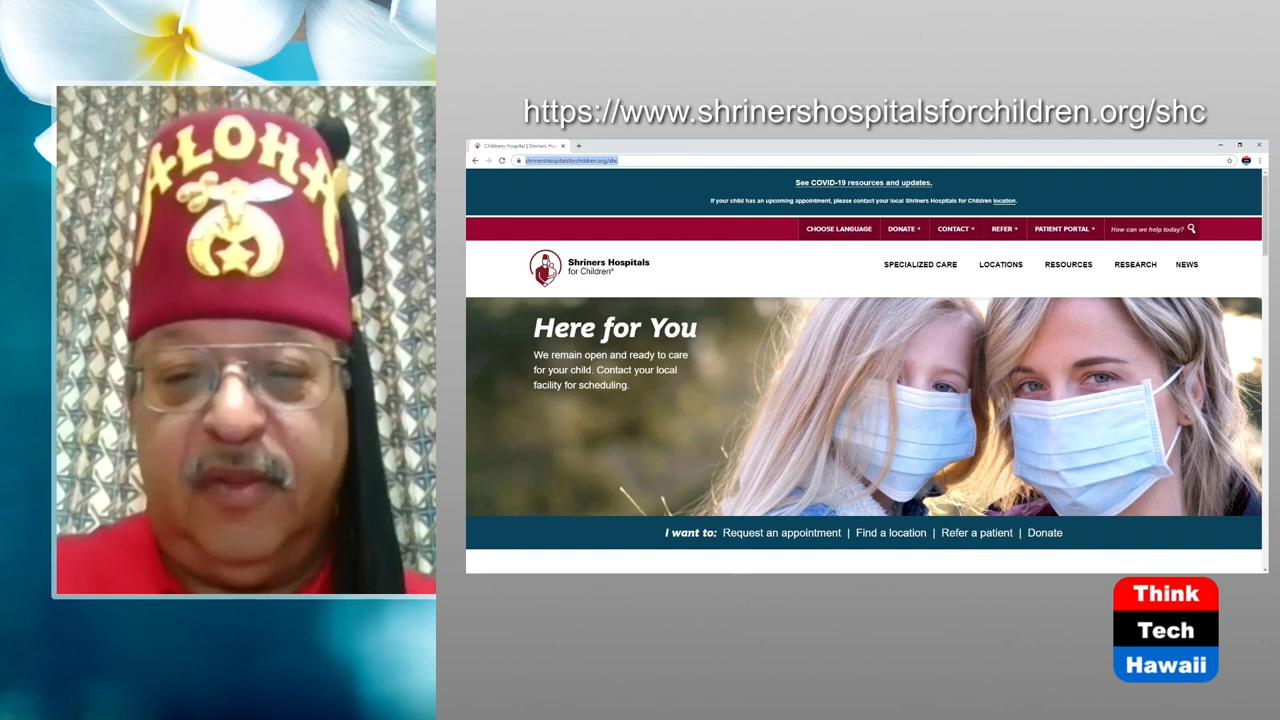 ALOHA
https://www.shrinershospitalsforchildren.org/shc
Childrens Hospital | Shriners Hos
shrinershospitalsforchildren.org/shc
See COVID-19 resources and updates.
If your child has an upcoming appointment, please contact your local Shriners Hospitals for Children location.
CHOOSE LANGUAGE
DONATE
CONTACT
REFER
PATIENT PORTAL
How can we help today?
Shriners Hospitals
for Children®
SPECIALIZED CARE
LOCATIONS
RESOURCES
RESEARCH
NEWS
Here for You
We remain open and ready to care
for your child. Contact your local
facility for scheduling.
I want to: Request an appointment | Find a location | Refer a patient | Donate
Think
Tech
Hawaii